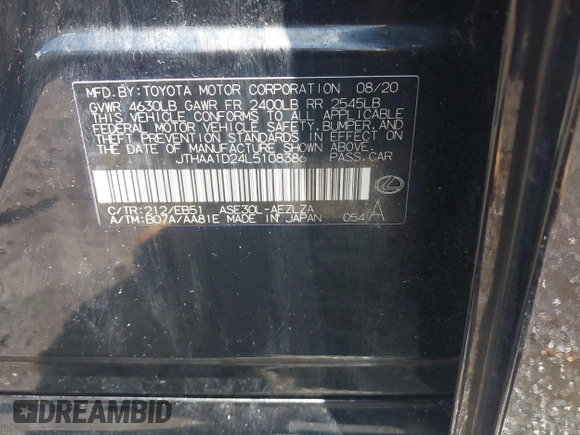 MFD.BY:TOYOTA MOTOR CORPORATION 08/20
GVWR 4630LB GAWR FR 2400LB RR 2545LB
THIS VEHICLE CONFORMS TO ALL APPLICABLE
FEDERAL MOTOR VEHICLE SAFETY, BUMPER, AND
THEFT PREVENTION STANDARDS IN EFFECT ON
THE DATE OF MANUFACTURE SHOWN ABOVE.
JTHAA1D24L5108386 PASS.CAR
C/TR:212/EB51 ASE30L-AEZLZA
A/TM:B07A/AA81E MADE IN JAPAN 054 A
DREAMBID